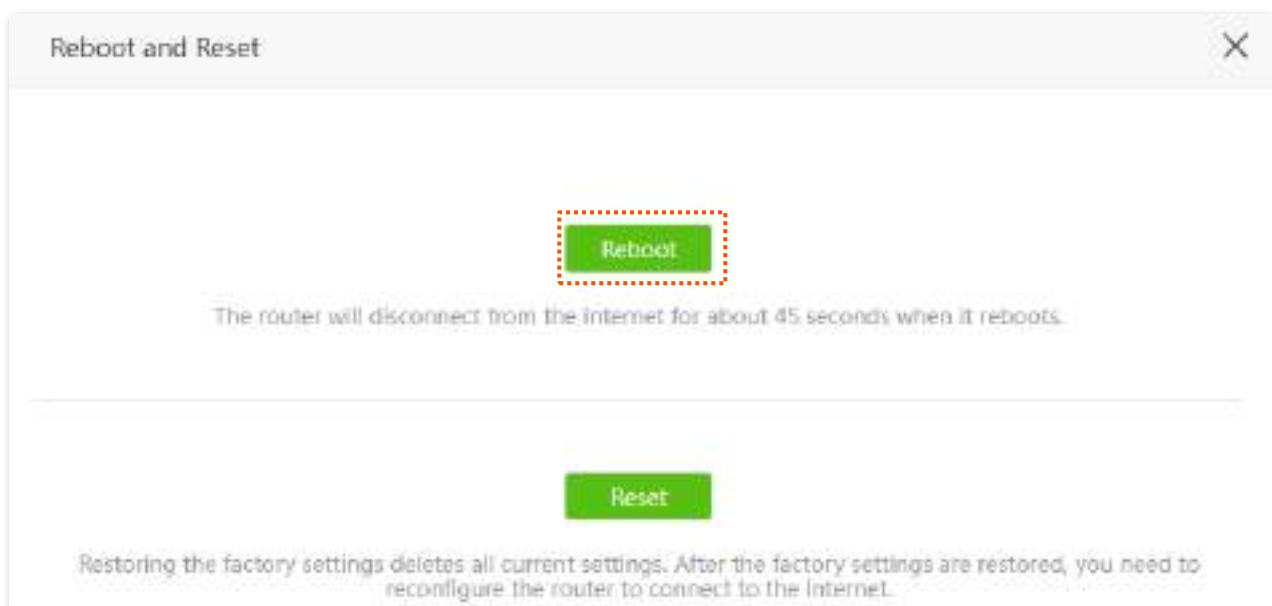 Reboot and Reset
Reboot
The router will disconnect from the internet for about 45 seconds when it reboots.
Reset
Restoring the factory settings deletes all current settings. After the factory settings are restored, you need to
reconfigure the router to connect to the internet.